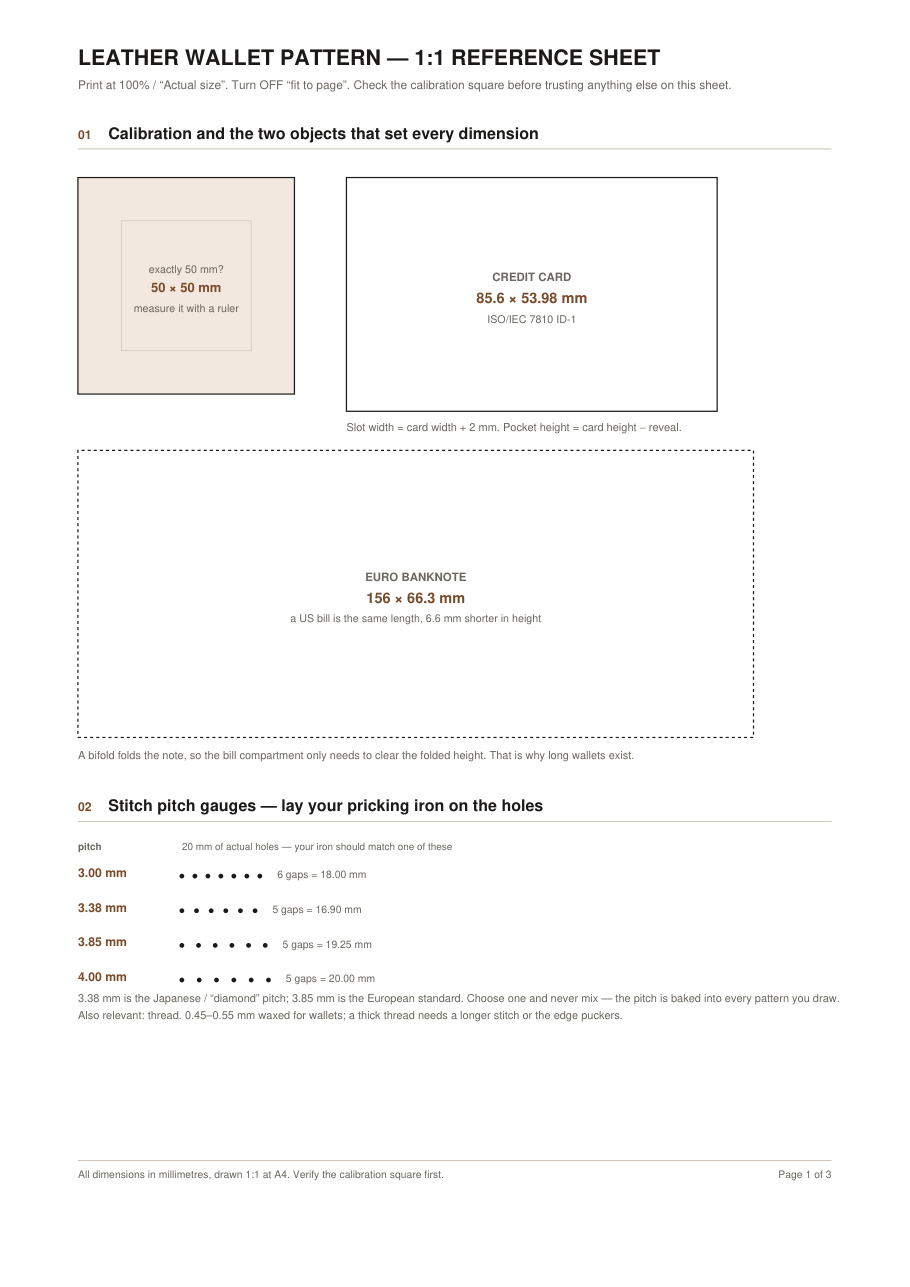 LEATHER WALLET PATTERN — 1:1 REFERENCE SHEET
Print at 100% / “Actual size”. Turn OFF “fit to page”. Check the calibration square before trusting anything else on this sheet.
01 Calibration and the two objects that set every dimension
exactly 50 mm?
50 × 50 mm
measure it with a ruler
CREDIT CARD
85.6 × 53.98 mm
ISO/IEC 7810 ID-1
Slot width = card width + 2 mm. Pocket height = card height – reveal.
EURO BANKNOTE
156 × 66.3 mm
a US bill is the same length, 6.6 mm shorter in height
A bifold folds the note, so the bill compartment only needs to clear the folded height. That is why long wallets exist.
02 Stitch pitch gauges — lay your pricking iron on the holes
pitch 20 mm of actual holes — your iron should match one of these
3.00 mm 6 gaps = 18.00 mm
3.38 mm 5 gaps = 16.90 mm
3.85 mm 5 gaps = 19.25 mm
4.00 mm 5 gaps = 20.00 mm
3.38 mm is the Japanese / “diamond” pitch; 3.85 mm is the European standard. Choose one and never mix — the pitch is baked into every pattern you draw.
Also relevant: thread. 0.45–0.55 mm waxed for wallets; a thick thread needs a longer stitch or the edge puckers.
All dimensions in millimetres, drawn 1:1 at A4. Verify the calibration square first. Page 1 of 3